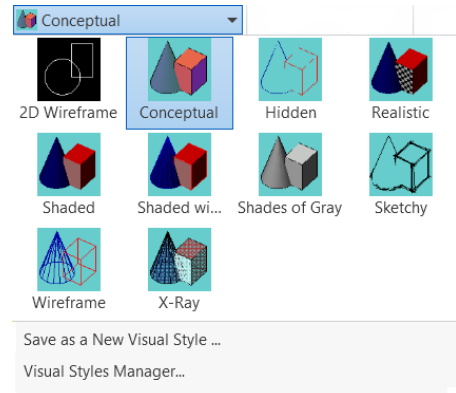 Conceptual
2D Wireframe Conceptual Hidden Realistic
Shaded Shaded wi... Shades of Gray Sketchy
Wireframe X-Ray
Save as a New Visual Style ...
Visual Styles Manager...